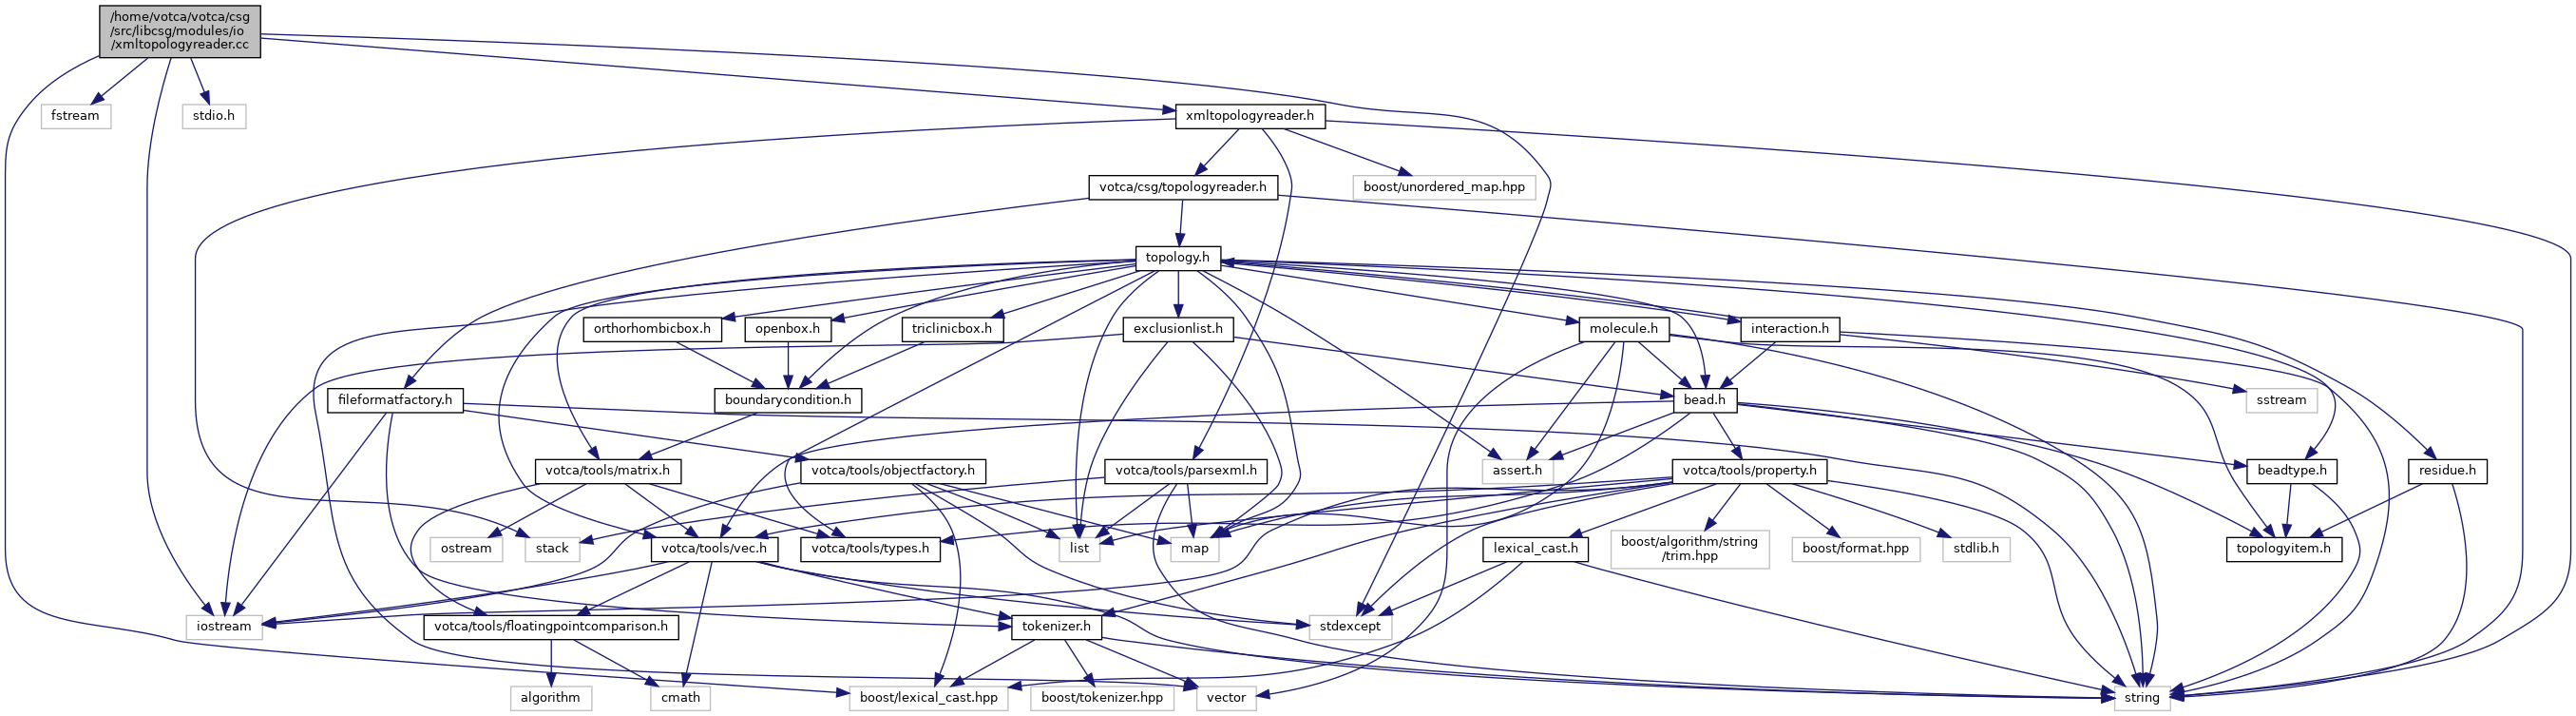 /home/votca/votca/csg
/src/libcsg/modules/io
/xmltopologyreader.cc
fstream
stdio.h
xmltopologyreader.h
votca/csg/topologyreader.h
boost/unordered_map.hpp
topology.h
orthorhombicbox.h
openbox.h
triclinicbox.h
exclusionlist.h
molecule.h
interaction.h
fileformatfactory.h
boundarycondition.h
bead.h
sstream
votca/tools/matrix.h
votca/tools/objectfactory.h
votca/tools/parsexml.h
assert.h
votca/tools/property.h
beadtype.h
residue.h
ostream
stack
votca/tools/vec.h
votca/tools/types.h
list
map
lexical_cast.h
boost/algorithm/string
/trim.hpp
boost/format.hpp
stdlib.h
topologyitem.h
iostream
votca/tools/floatingpointcomparison.h
tokenizer.h
stdexcept
algorithm
cmath
boost/lexical_cast.hpp
boost/tokenizer.hpp
vector
string